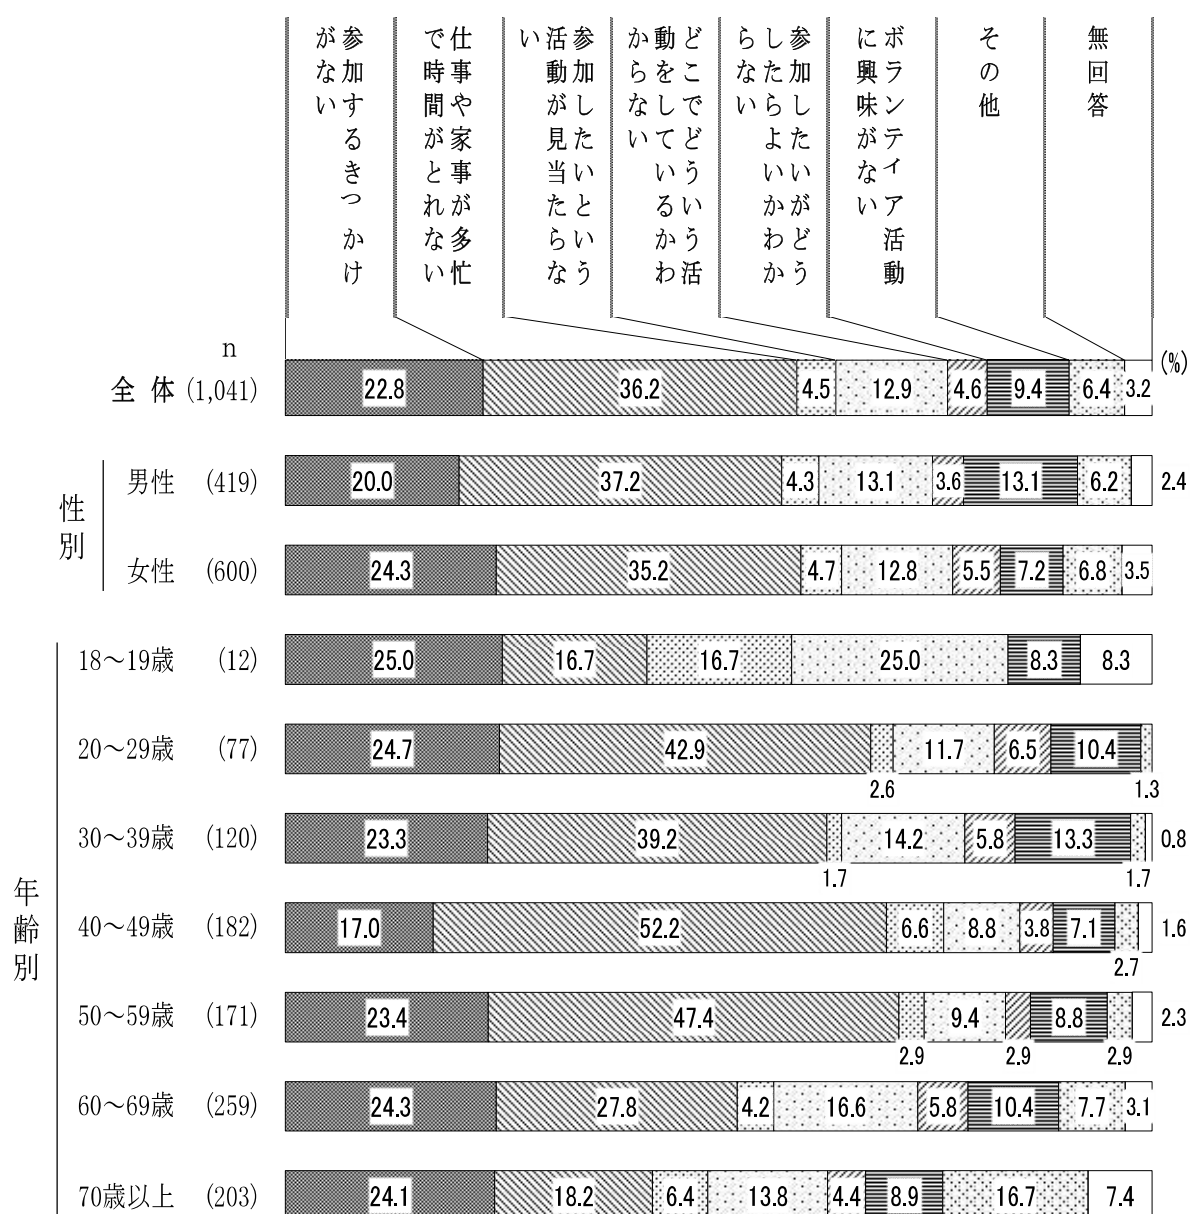 参加するきっかけ
がない
仕事や家事が多忙
で時間がとれない
参加したいという
活動が見当たらな
い
どこでどういう活
動をしているかわ
からない
参加したいがどう
したらよいかわか
らない
ボランテイア活動
に興味がない
その他
無回答
n
(%)
全体 (1,041) 22.8 36.2 4.5 12.9 4.6 9.4 6.4 3.2
性別
男性 (419) 20.0 37.2 4.3 13.1 3.6 13.1 6.2 2.4
女性 (600) 24.3 35.2 4.7 12.8 5.5 7.2 6.8 3.5
年齢別
18～19歳 (12) 25.0 16.7 16.7 25.0 8.3 8.3
20～29歳 (77) 24.7 42.9 11.7 6.5 10.4
2.6 1.3
30～39歳 (120) 23.3 39.2 14.2 5.8 13.3 0.8
1.7 1.7
40～49歳 (182) 17.0 52.2 6.6 8.8 3.8 7.1 1.6
2.7
50～59歳 (171) 23.4 47.4 9.4 8.8 2.3
2.9 2.9 2.9
60～69歳 (259) 24.3 27.8 4.2 16.6 5.8 10.4 7.7 3.1
70歳以上 (203) 24.1 18.2 6.4 13.8 4.4 8.9 16.7 7.4